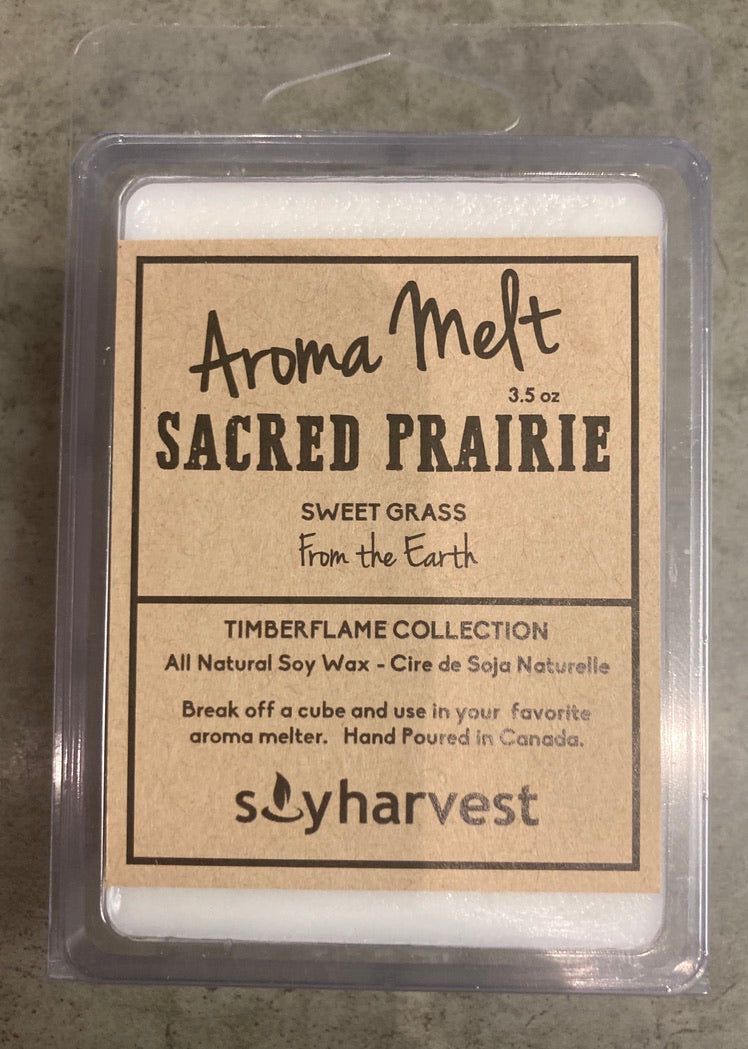 Aroma Melt
3.5 oz
SACRED PRAIRIE
SWEET GRASS
From the Earth
TIMBERFLAME COLLECTION
All Natural Soy Wax - Cire de Soja Naturelle
Break off a cube and use in your favorite
aroma melter. Hand Poured in Canada.
soyharvest